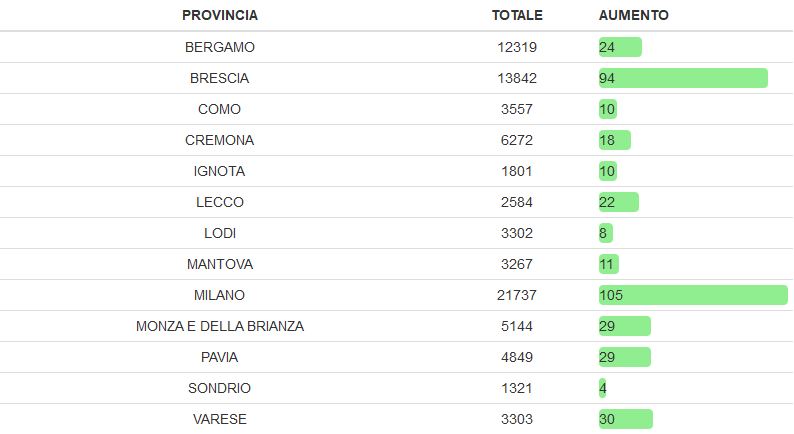 PROVINCIA TOTALE AUMENTO
BERGAMO 12319 24
BRESCIA 13842 94
COMO 3557 10
CREMONA 6272 18
IGNOTA 1801 10
LECCO 2584 22
LODI 3302 8
MANTOVA 3267 11
MILANO 21737 105
MONZA E DELLA BRIANZA 5144 29
PAVIA 4849 29
SONDRIO 1321 4
VARESE 3303 30